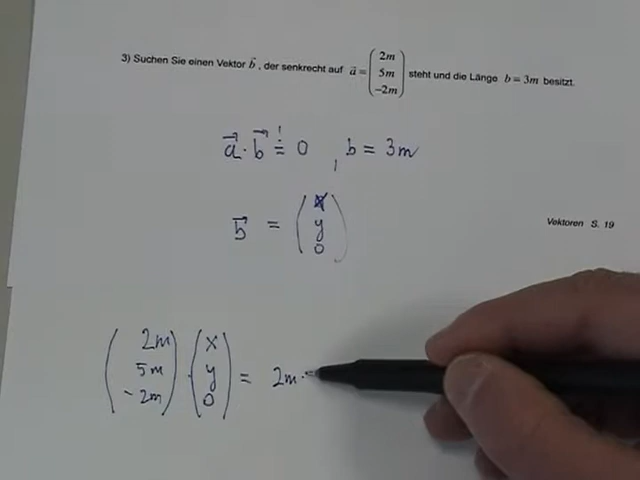 3) Suchen Sie einen Vektor b⃗ , der senkrecht auf a⃗ = (2m 5m −2m) steht und die Länge b = 3m besitzt.
a⃗ · b⃗ ≟ 0 , b = 3m
b⃗ = (x y 0)
Vektoren S. 19
(2m 5m −2m) · (x y 0) = 2m ·